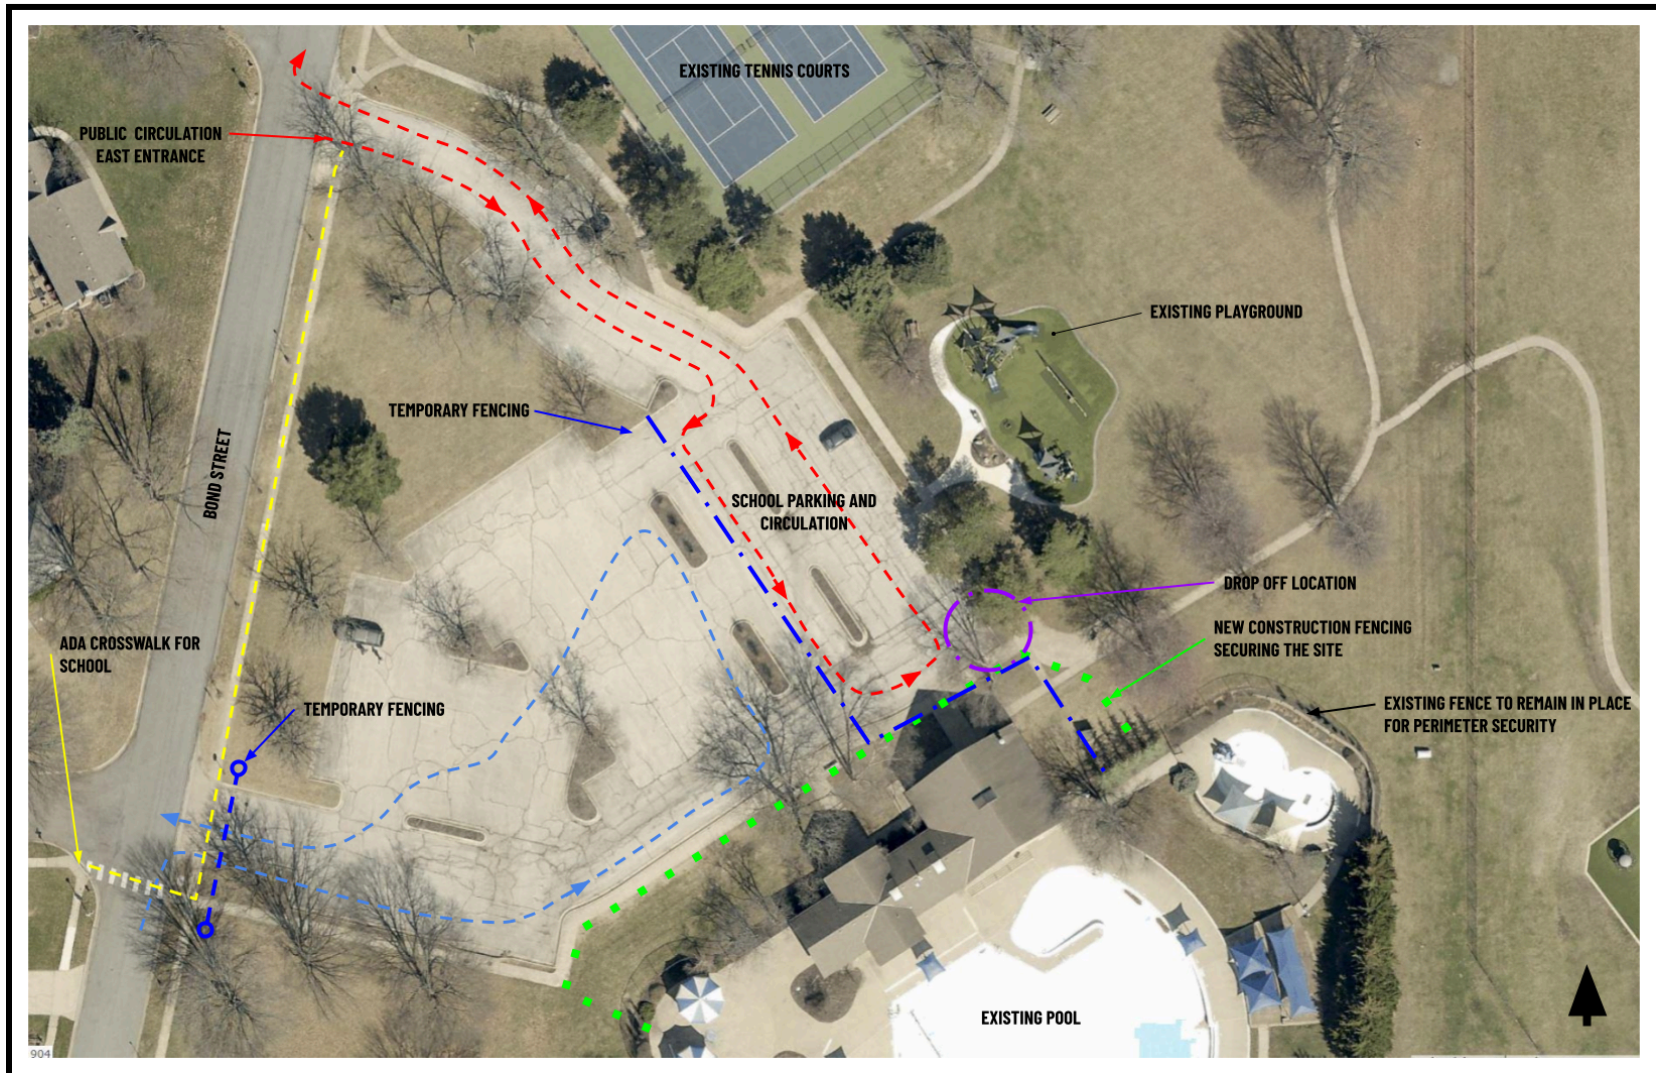 EXISTING TENNIS COURTS
PUBLIC CIRCULATION
EAST ENTRANCE
EXISTING PLAYGROUND
TEMPORARY FENCING
BOND STREET
SCHOOL PARKING AND
CIRCULATION
DROP OFF LOCATION
NEW CONSTRUCTION FENCING
SECURING THE SITE
ADA CROSSWALK FOR
SCHOOL
TEMPORARY FENCING
EXISTING FENCE TO REMAIN IN PLACE
FOR PERIMETER SECURITY
EXISTING POOL
904